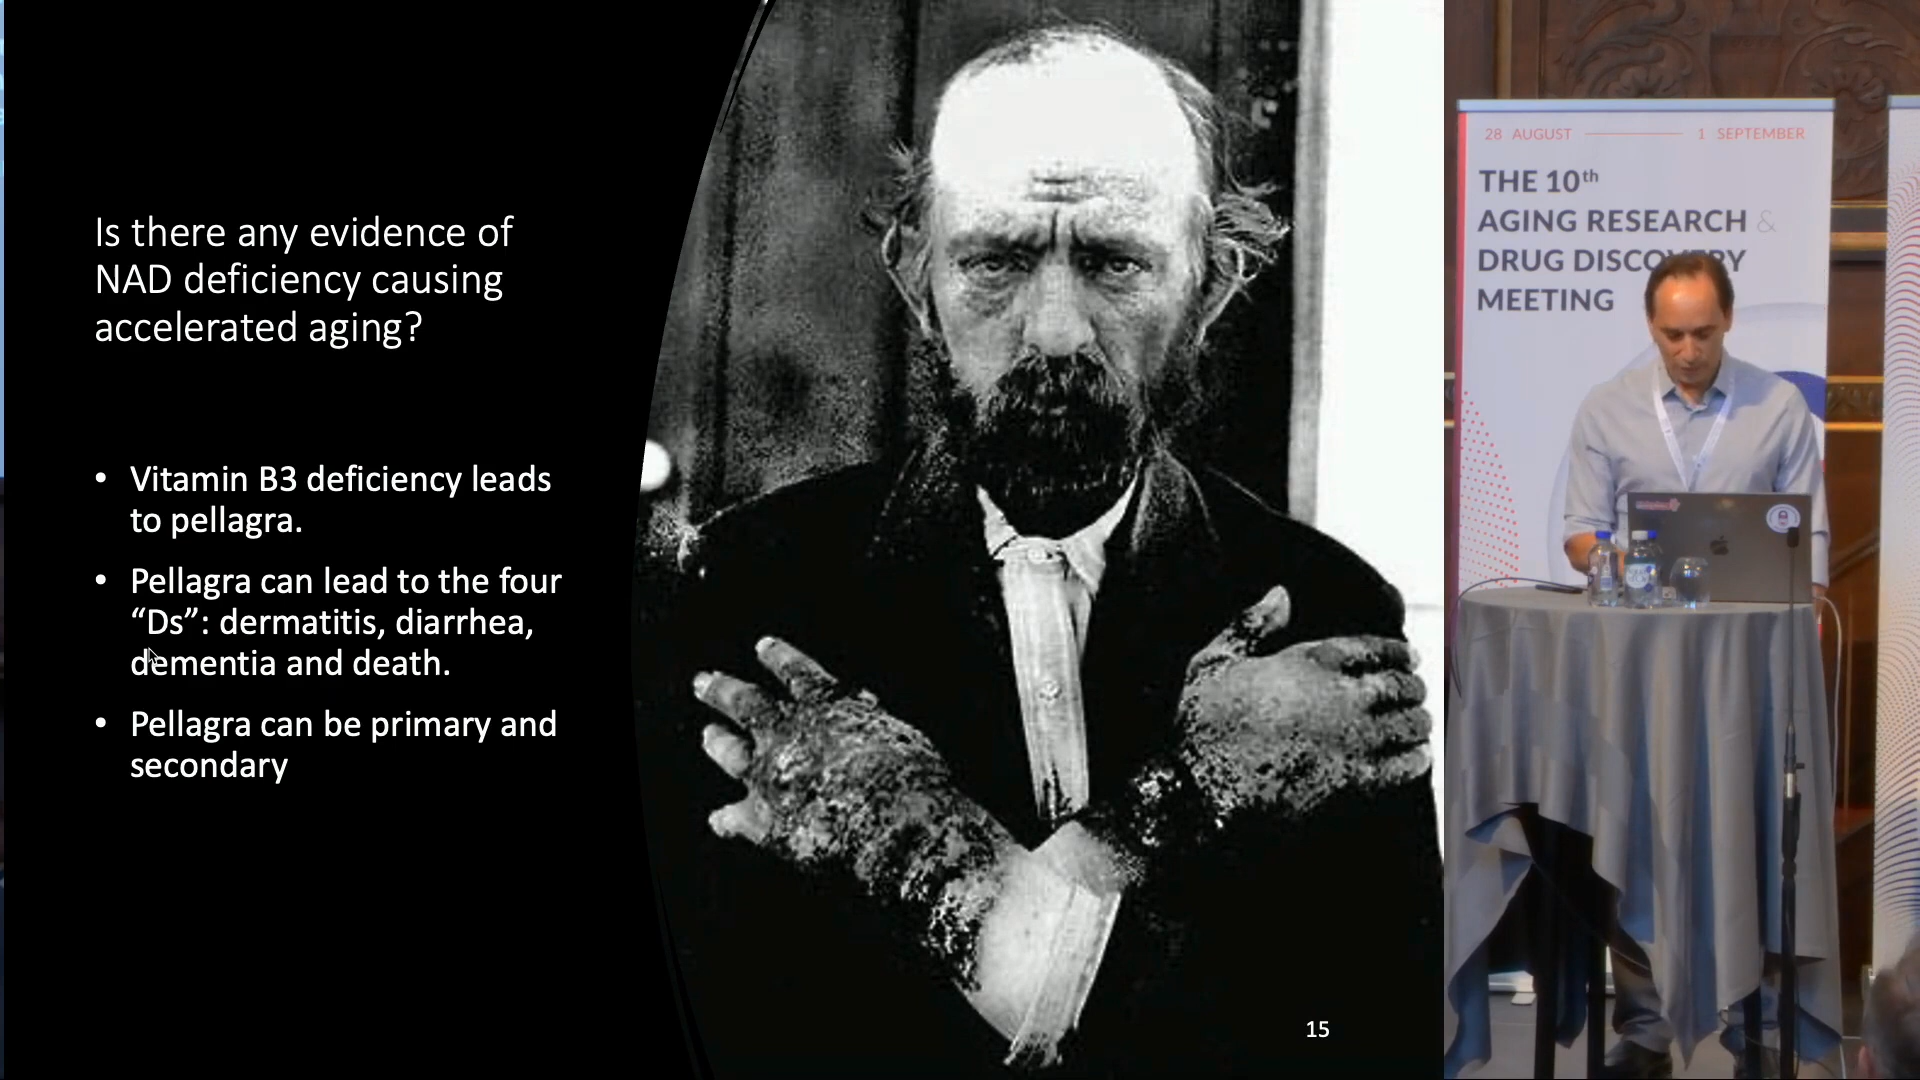 Is there any evidence of
NAD deficiency causing
accelerated aging?
• Vitamin B3 deficiency leads
to pellagra.
• Pellagra can lead to the four
“Ds”: dermatitis, diarrhea,
dementia and death.
• Pellagra can be primary and
secondary
15
28 AUGUST 1 SEPTEMBER
THE 10th
AGING RESEARCH &
DRUG DISCOVERY
MEETING